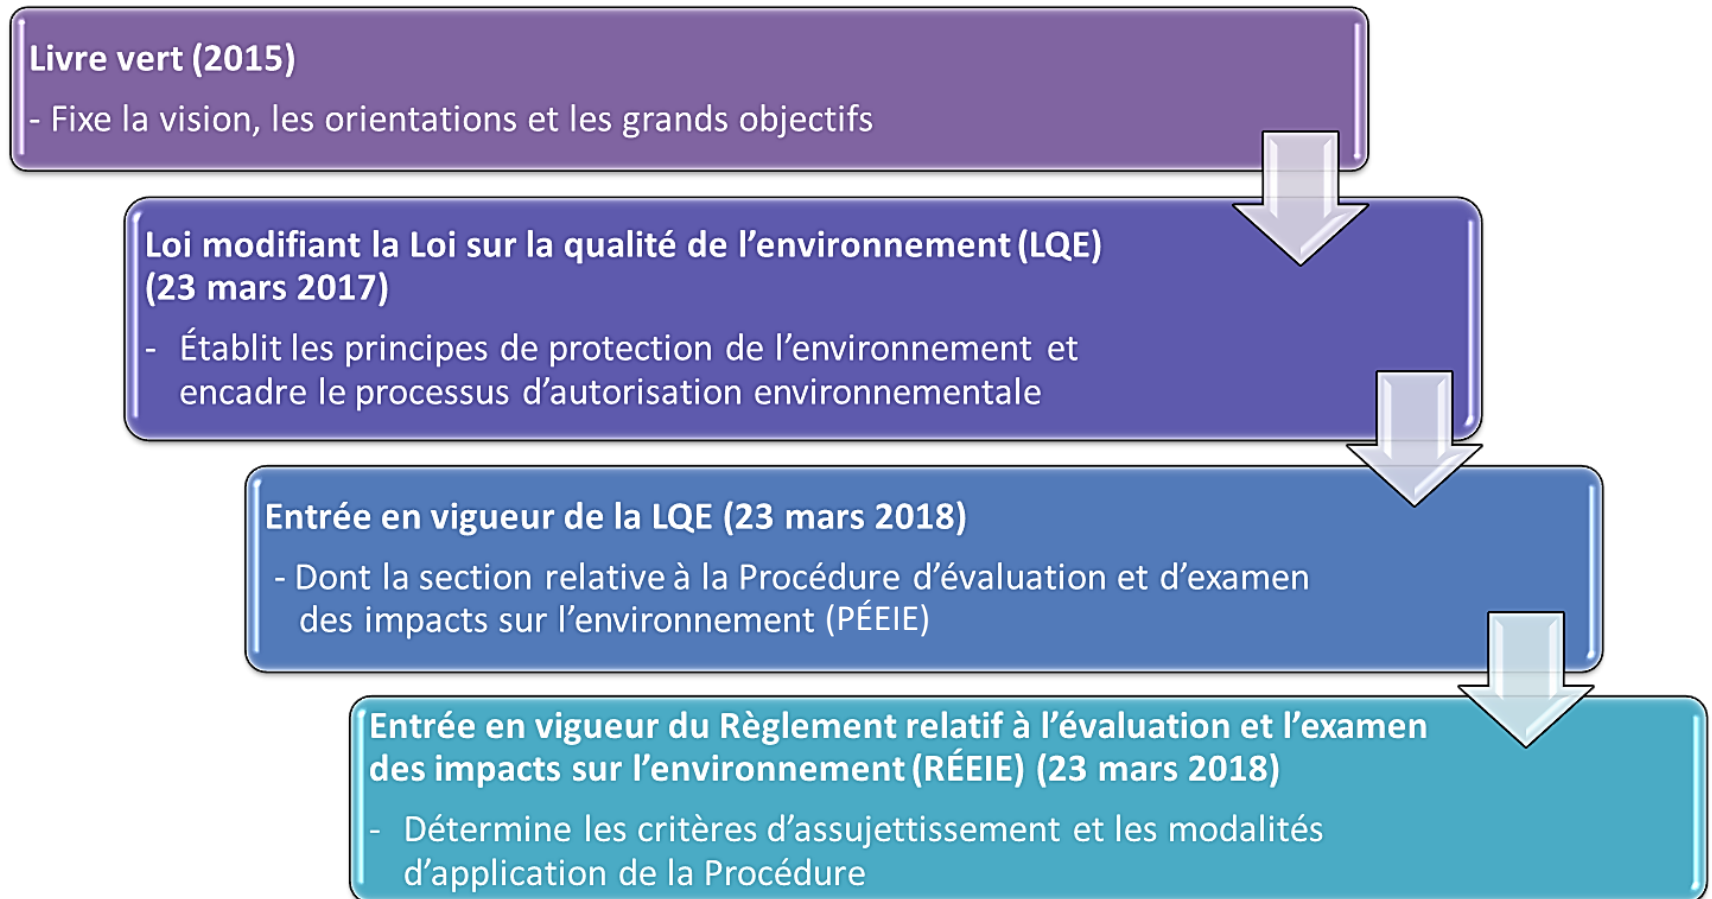 Livre vert (2015)
- Fixe la vision, les orientations et les grands objectifs
Loi modifiant la Loi sur la qualité de l’environnement (LQE)
(23 mars 2017)
- Établit les principes de protection de l’environnement et
encadre le processus d’autorisation environnementale
Entrée en vigueur de la LQE (23 mars 2018)
- Dont la section relative à la Procédure d’évaluation et d’examen
des impacts sur l’environnement (PÉEIE)
Entrée en vigueur du Règlement relatif à l’évaluation et l’examen
des impacts sur l’environnement (RÉEIE) (23 mars 2018)
- Détermine les critères d’assujettissement et les modalités
d’application de la Procédure